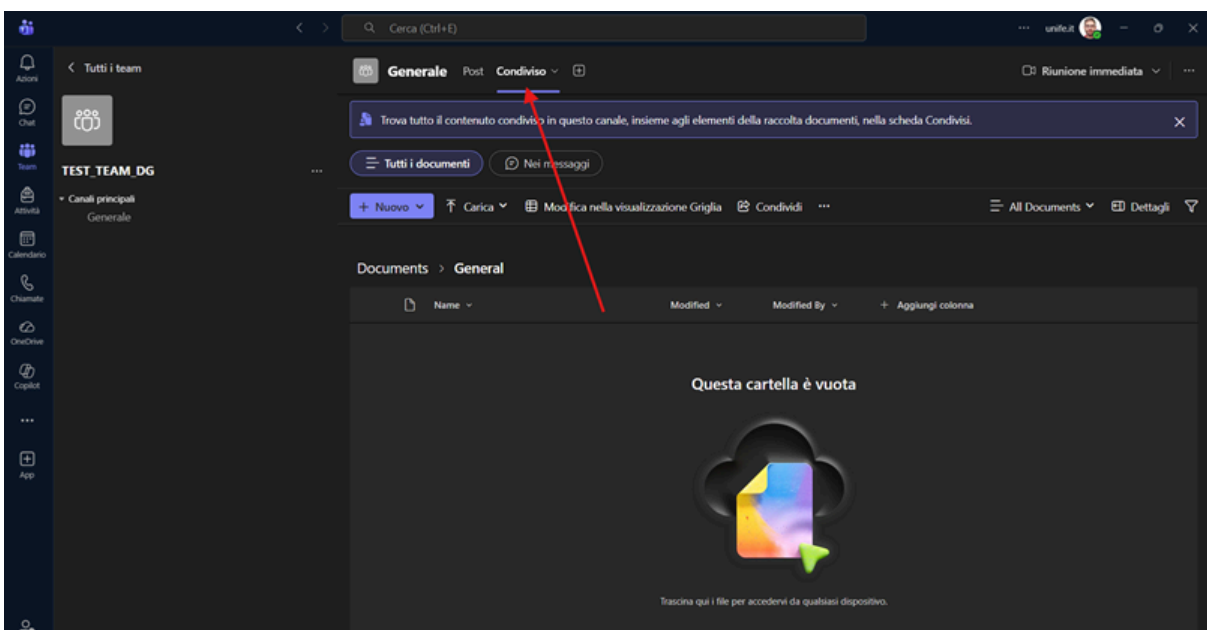 Cerca (Ctrl+E)
unife.it
Azioni
Chat
Team
Attività
Calendario
Chiamate
OneDrive
Copilot
App
Tutti i team
TEST_TEAM_DG
Canali principali
Generale
Generale Post Condiviso
Riunione immediata
Trova tutto il contenuto condiviso in questo canale, insieme agli elementi della raccolta documenti, nella scheda Condivisi.
Tutti i documenti Nei messaggi
Nuovo Carica Modifica nella visualizzazione Griglia Condividi ... All Documents Dettagli
Documents > General
Name Modified Modified By + Aggiungi colonna
Questa cartella è vuota
Trascina qui i file per accedervi da qualsiasi dispositivo.